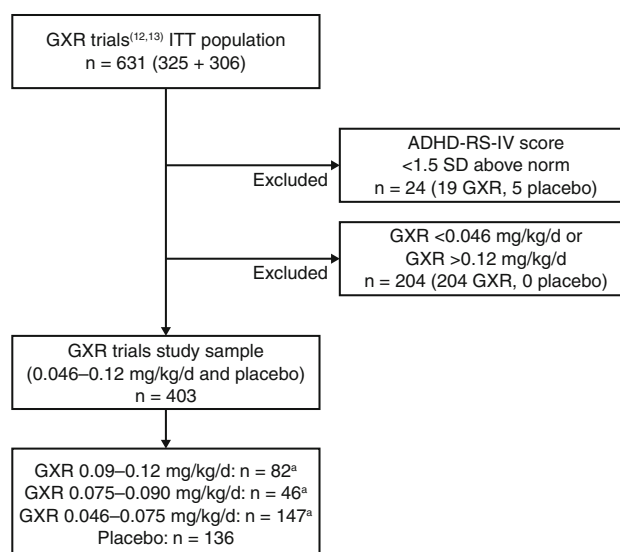 GXR trials(12,13) ITT population
n = 631 (325 + 306)
ADHD-RS-IV score
<1.5 SD above norm
n = 24 (19 GXR, 5 placebo)
Excluded
GXR <0.046 mg/kg/d or
GXR >0.12 mg/kg/d
n = 204 (204 GXR, 0 placebo)
Excluded
GXR trials study sample
(0.046–0.12 mg/kg/d and placebo)
n = 403
GXR 0.09–0.12 mg/kg/d: n = 82a
GXR 0.075–0.090 mg/kg/d: n = 46a
GXR 0.046–0.075 mg/kg/d: n = 147a
Placebo: n = 136